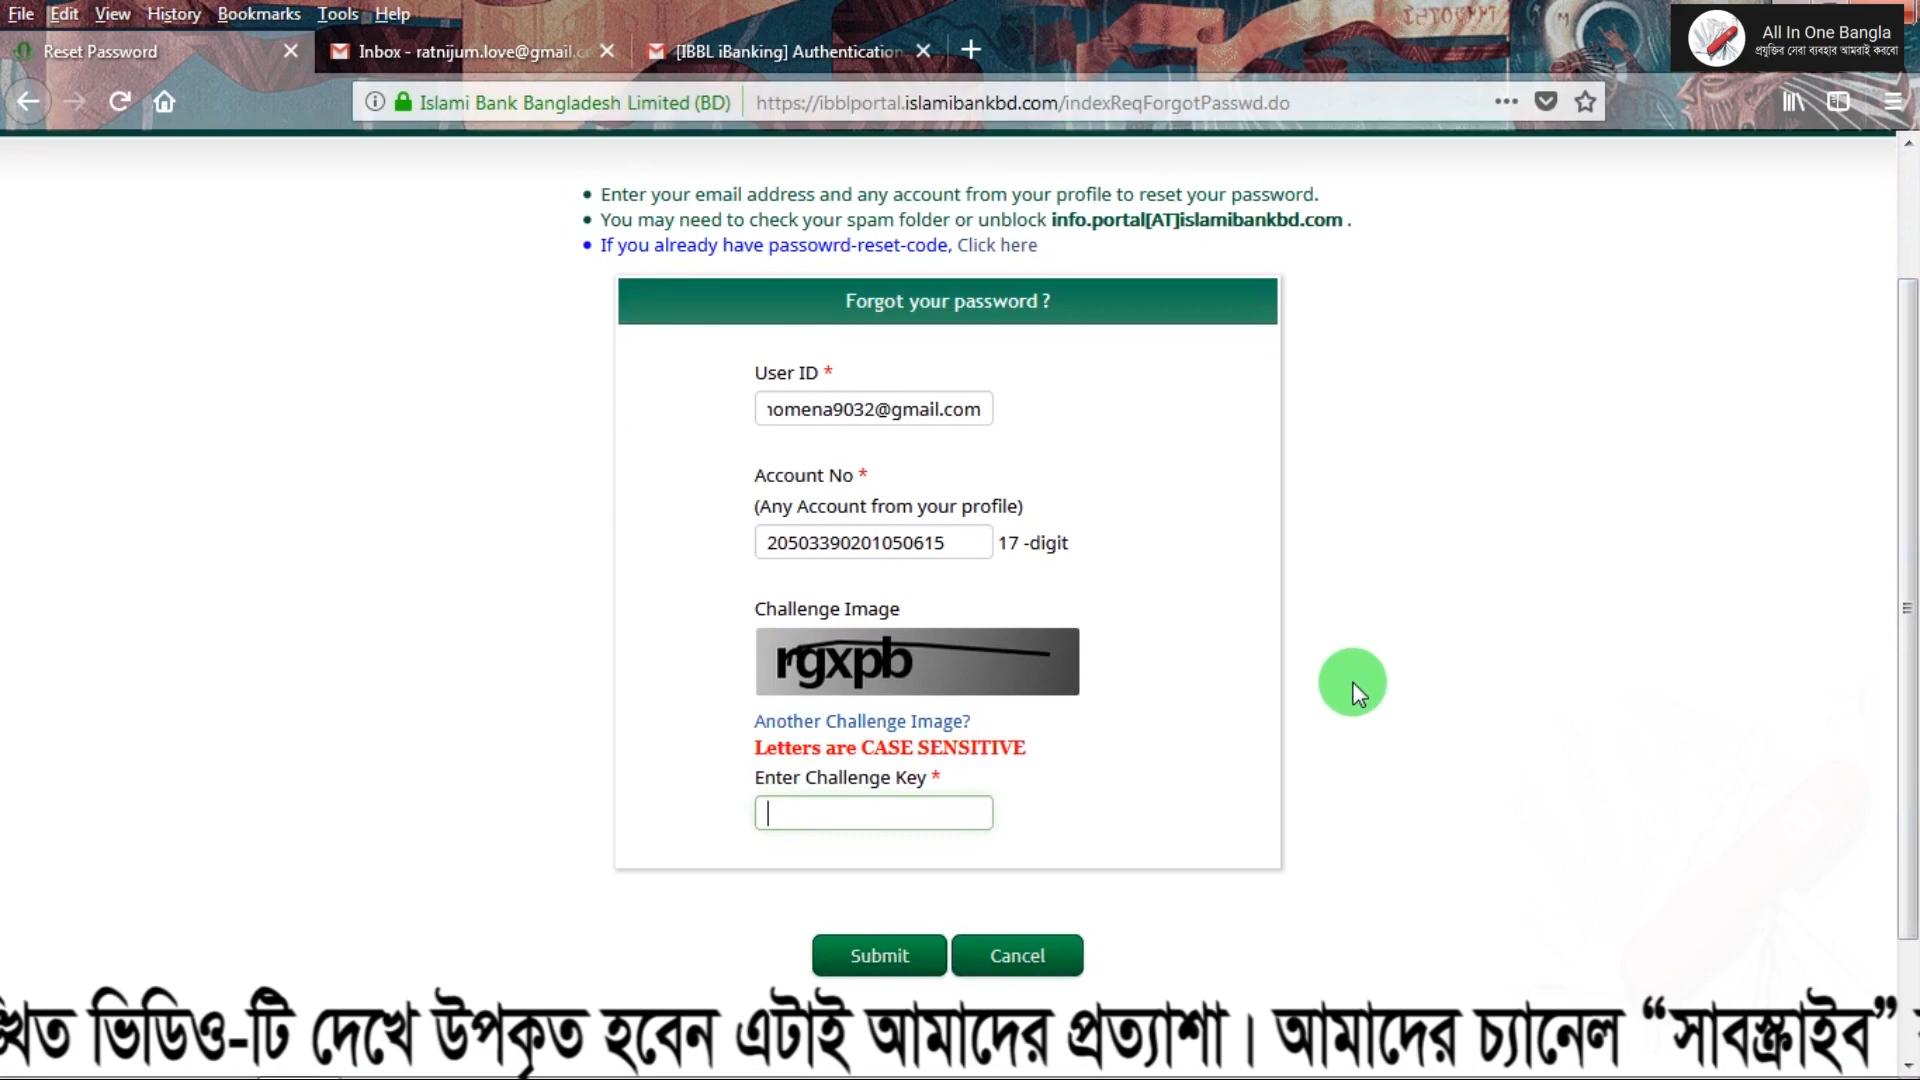 File Edit View History Bookmarks Tools Help
All In One Bangla
প্রযুক্তির সেবা ব্যবহার আমরাই করবো
Reset Password
Inbox - ratnijum.love@gmail.c
[IBBL iBanking] Authentication
Islami Bank Bangladesh Limited (BD)
https://ibblportal.islamibankbd.com/indexReqForgotPasswd.do
Enter your email address and any account from your profile to reset your password.
You may need to check your spam folder or unblock info.portal[AT]islamibankbd.com .
If you already have passowrd-reset-code, Click here
Forgot your password ?
User ID *
omena9032@gmail.com
Account No *
(Any Account from your profile)
20503390201050615 17 -digit
Challenge Image
rgxpb
Another Challenge Image?
Letters are CASE SENSITIVE
Enter Challenge Key *
Submit Cancel
ভিডিও-টি দেখে উপকৃত হবেন এটাই আমাদের প্রত্যাশা। আমাদের চ্যানেল “সাবস্ক্রাইব”